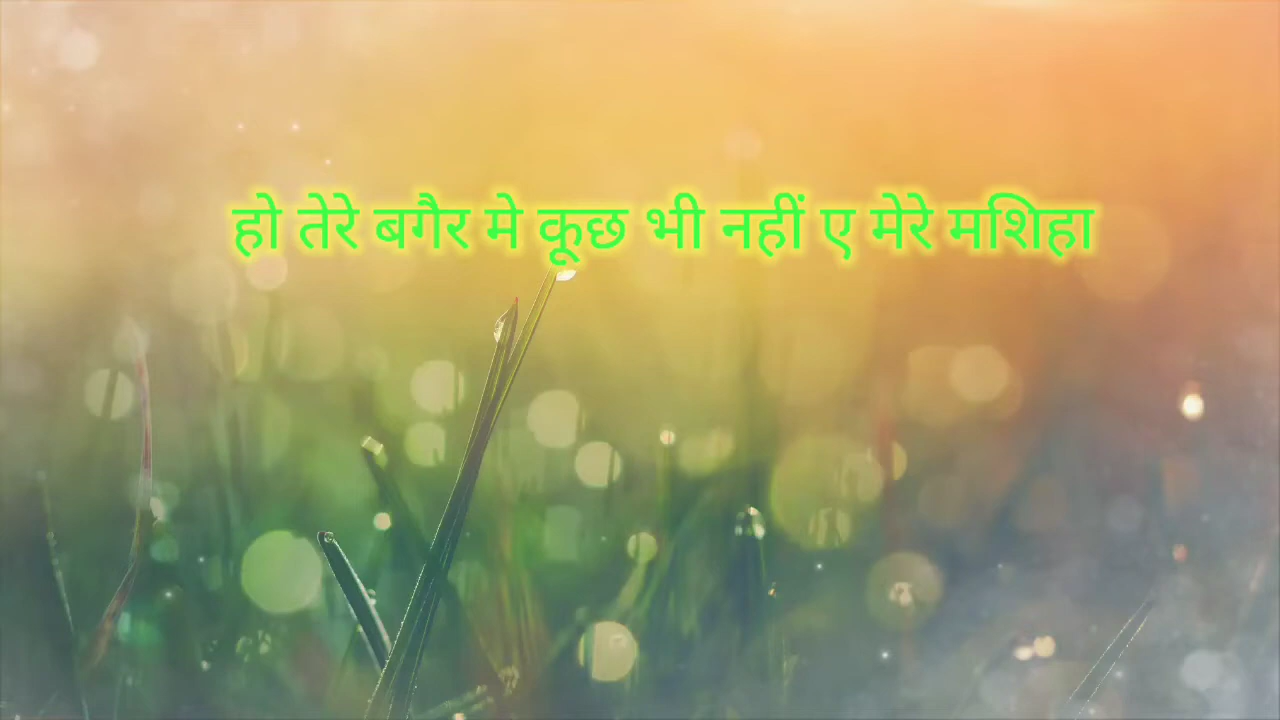 हो तेरे बगैर मे कूछ भी नहीं ए मेरे मशिहा